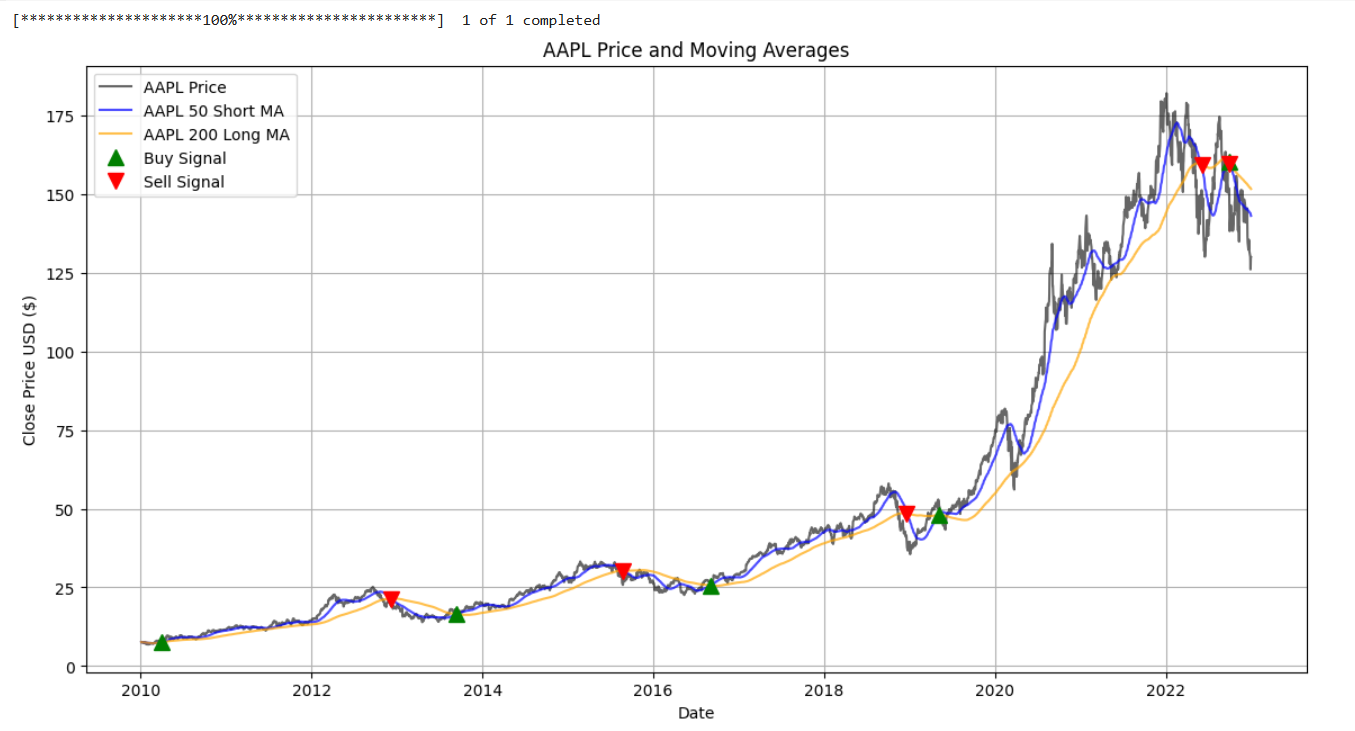 [*********************100%***********************]  1 of 1 completed
AAPL Price and Moving Averages
AAPL Price
AAPL 50 Short MA
AAPL 200 Long MA
Buy Signal
Sell Signal
Close Price USD ($)
175
150
125
100
75
50
25
0
2010 2012 2014 2016 2018 2020 2022
Date